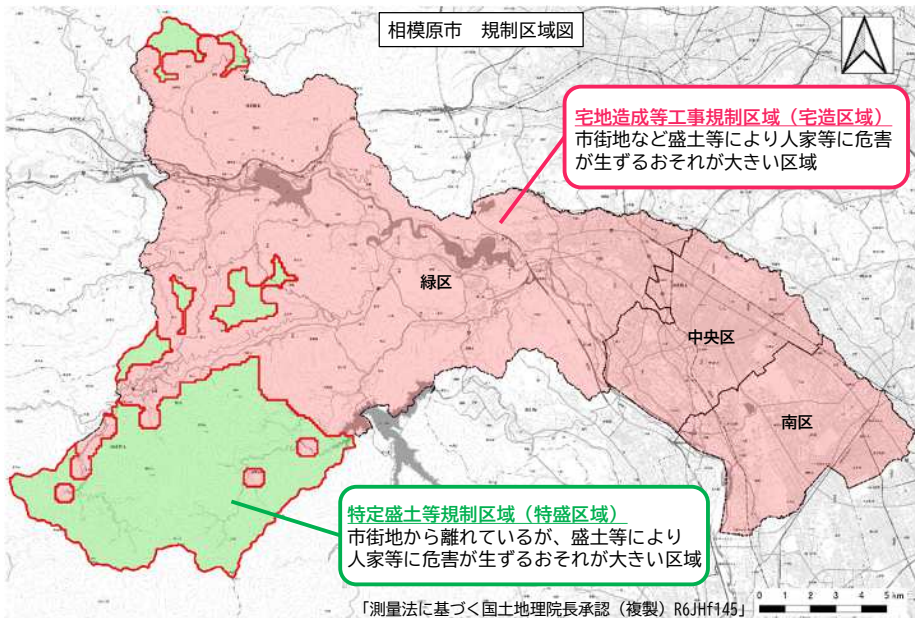 相模原市 規制区域図
宅地造成等工事規制区域（宅造区域）
市街地など盛土等により人家等に危害
が生ずるおそれが大きい区域
緑区
中央区
南区
特定盛土等規制区域（特盛区域）
市街地から離れているが、盛土等により
人家等に危害が生ずるおそれが大きい区域
「測量法に基づく国土地理院長承認（複製）R6JHf145」
0 1 2 3 4 5 km